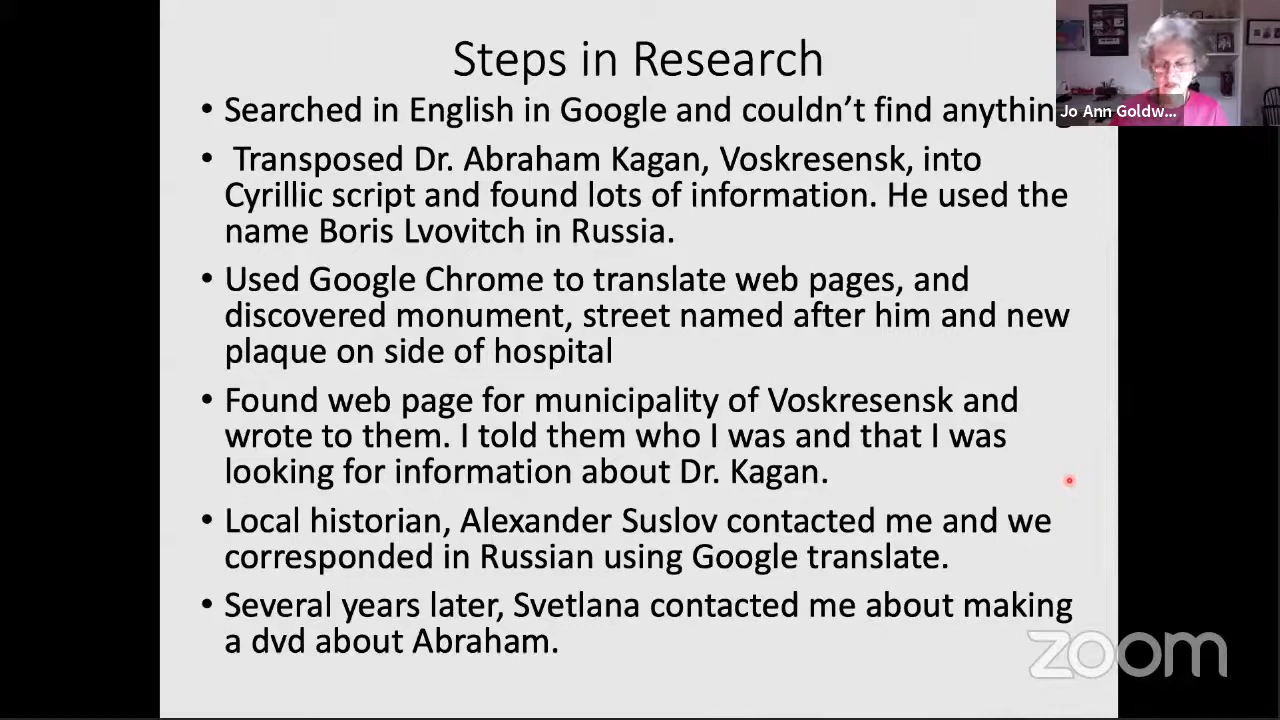 Steps in Research
• Searched in English in Google and couldn't find anythin
• Transposed Dr. Abraham Kagan, Voskresensk, into
Cyrillic script and found lots of information. He used the
name Boris Lvovitch in Russia.
• Used Google Chrome to translate web pages, and
discovered monument, street named after him and new
plaque on side of hospital
• Found web page for municipality of Voskresensk and
wrote to them. I told them who I was and that I was
looking for information about Dr. Kagan.
• Local historian, Alexander Suslov contacted me and we
corresponded in Russian using Google translate.
• Several years later, Svetlana contacted me about making
a dvd about Abraham.
Jo Ann Goldw...
zoom